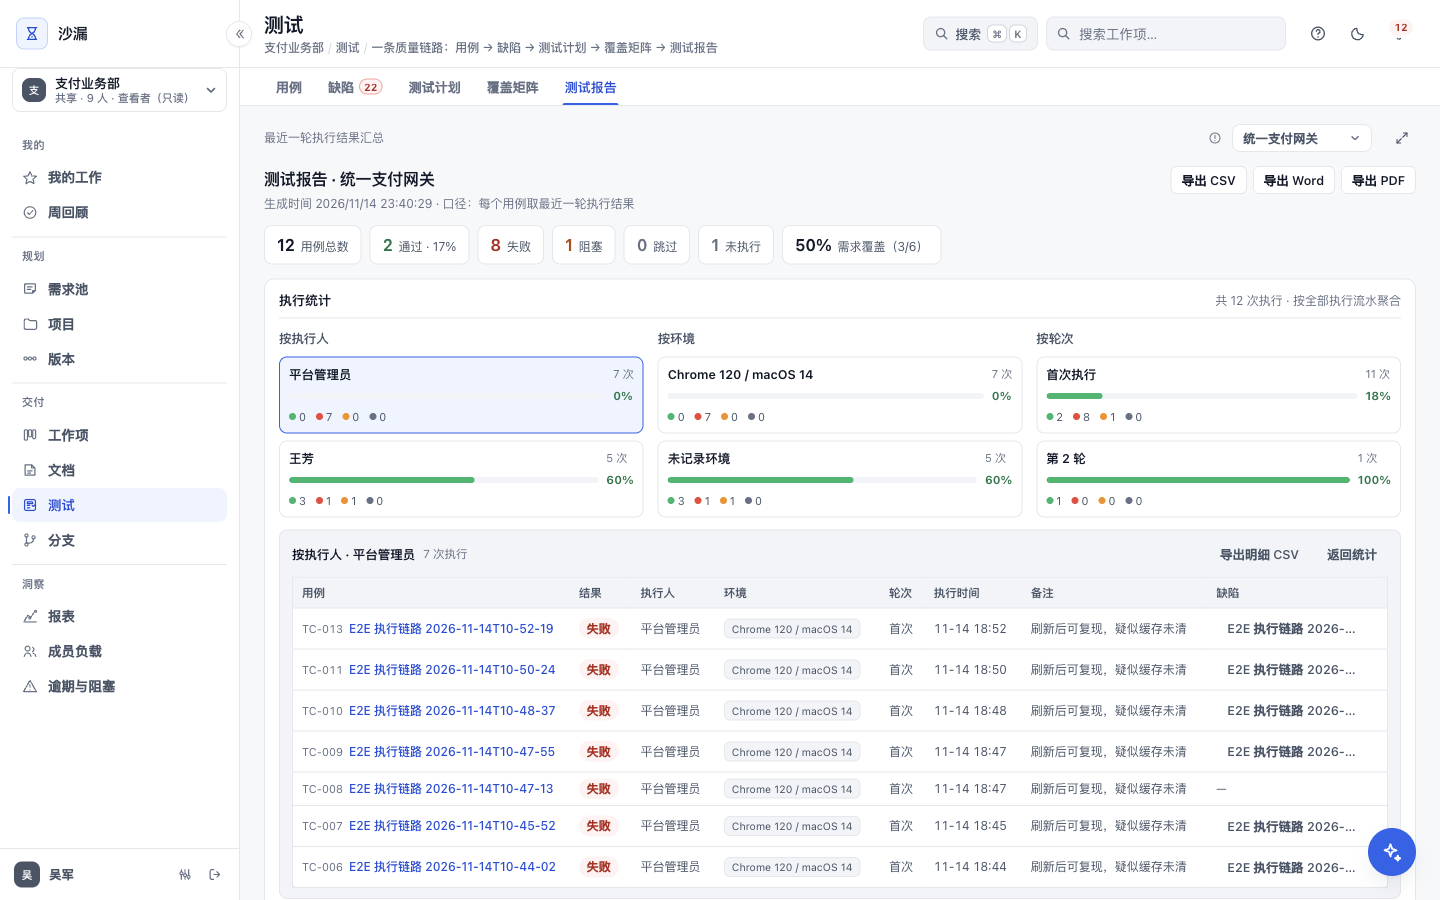 沙漏
支付业务部
共享 · 9 人 · 查看者（只读）
我的
我的工作
周回顾
规划
需求池
项目
版本
交付
工作项
文档
测试
分支
洞察
报表
成员负载
逾期与阻塞
吴 吴军
测试
支付业务部 / 测试 / 一条质量链路：用例 → 缺陷 → 测试计划 → 覆盖矩阵 → 测试报告
搜索 ⌘ K
搜索工作项...
12
用例 缺陷 22 测试计划 覆盖矩阵 测试报告
最近一轮执行结果汇总
统一支付网关
测试报告 · 统一支付网关
导出 CSV 导出 Word 导出 PDF
生成时间 2026/11/14 23:40:29 · 口径：每个用例取最近一轮执行结果
12 用例总数 2 通过 · 17% 8 失败 1 阻塞 0 跳过 1 未执行 50% 需求覆盖（3/6）
执行统计 共 12 次执行 · 按全部执行流水聚合
按执行人 按环境 按轮次
平台管理员 7 次
0%
0 7 0 0
Chrome 120 / macOS 14 7 次
0%
0 7 0 0
首次执行 11 次
18%
2 8 1 0
王芳 5 次
60%
3 1 1 0
未记录环境 5 次
60%
3 1 1 0
第 2 轮 1 次
100%
1 0 0 0
按执行人 · 平台管理员 7 次执行 导出明细 CSV 返回统计
用例 结果 执行人 环境 轮次 执行时间 备注 缺陷
TC-013 E2E 执行链路 2026-11-14T10-52-19 失败 平台管理员 Chrome 120 / macOS 14 首次 11-14 18:52 刷新后可复现，疑似缓存未清 E2E 执行链路 2026-...
TC-011 E2E 执行链路 2026-11-14T10-50-24 失败 平台管理员 Chrome 120 / macOS 14 首次 11-14 18:50 刷新后可复现，疑似缓存未清 E2E 执行链路 2026-...
TC-010 E2E 执行链路 2026-11-14T10-48-37 失败 平台管理员 Chrome 120 / macOS 14 首次 11-14 18:48 刷新后可复现，疑似缓存未清 E2E 执行链路 2026-...
TC-009 E2E 执行链路 2026-11-14T10-47-55 失败 平台管理员 Chrome 120 / macOS 14 首次 11-14 18:47 刷新后可复现，疑似缓存未清 E2E 执行链路 2026-...
TC-008 E2E 执行链路 2026-11-14T10-47-13 失败 平台管理员 Chrome 120 / macOS 14 首次 11-14 18:47 刷新后可复现，疑似缓存未清 —
TC-007 E2E 执行链路 2026-11-14T10-45-52 失败 平台管理员 Chrome 120 / macOS 14 首次 11-14 18:45 刷新后可复现，疑似缓存未清 E2E 执行链路 2026-...
TC-006 E2E 执行链路 2026-11-14T10-44-02 失败 平台管理员 Chrome 120 / macOS 14 首次 11-14 18:44 刷新后可复现，疑似缓存未清 E2E 执行链路 2026-...